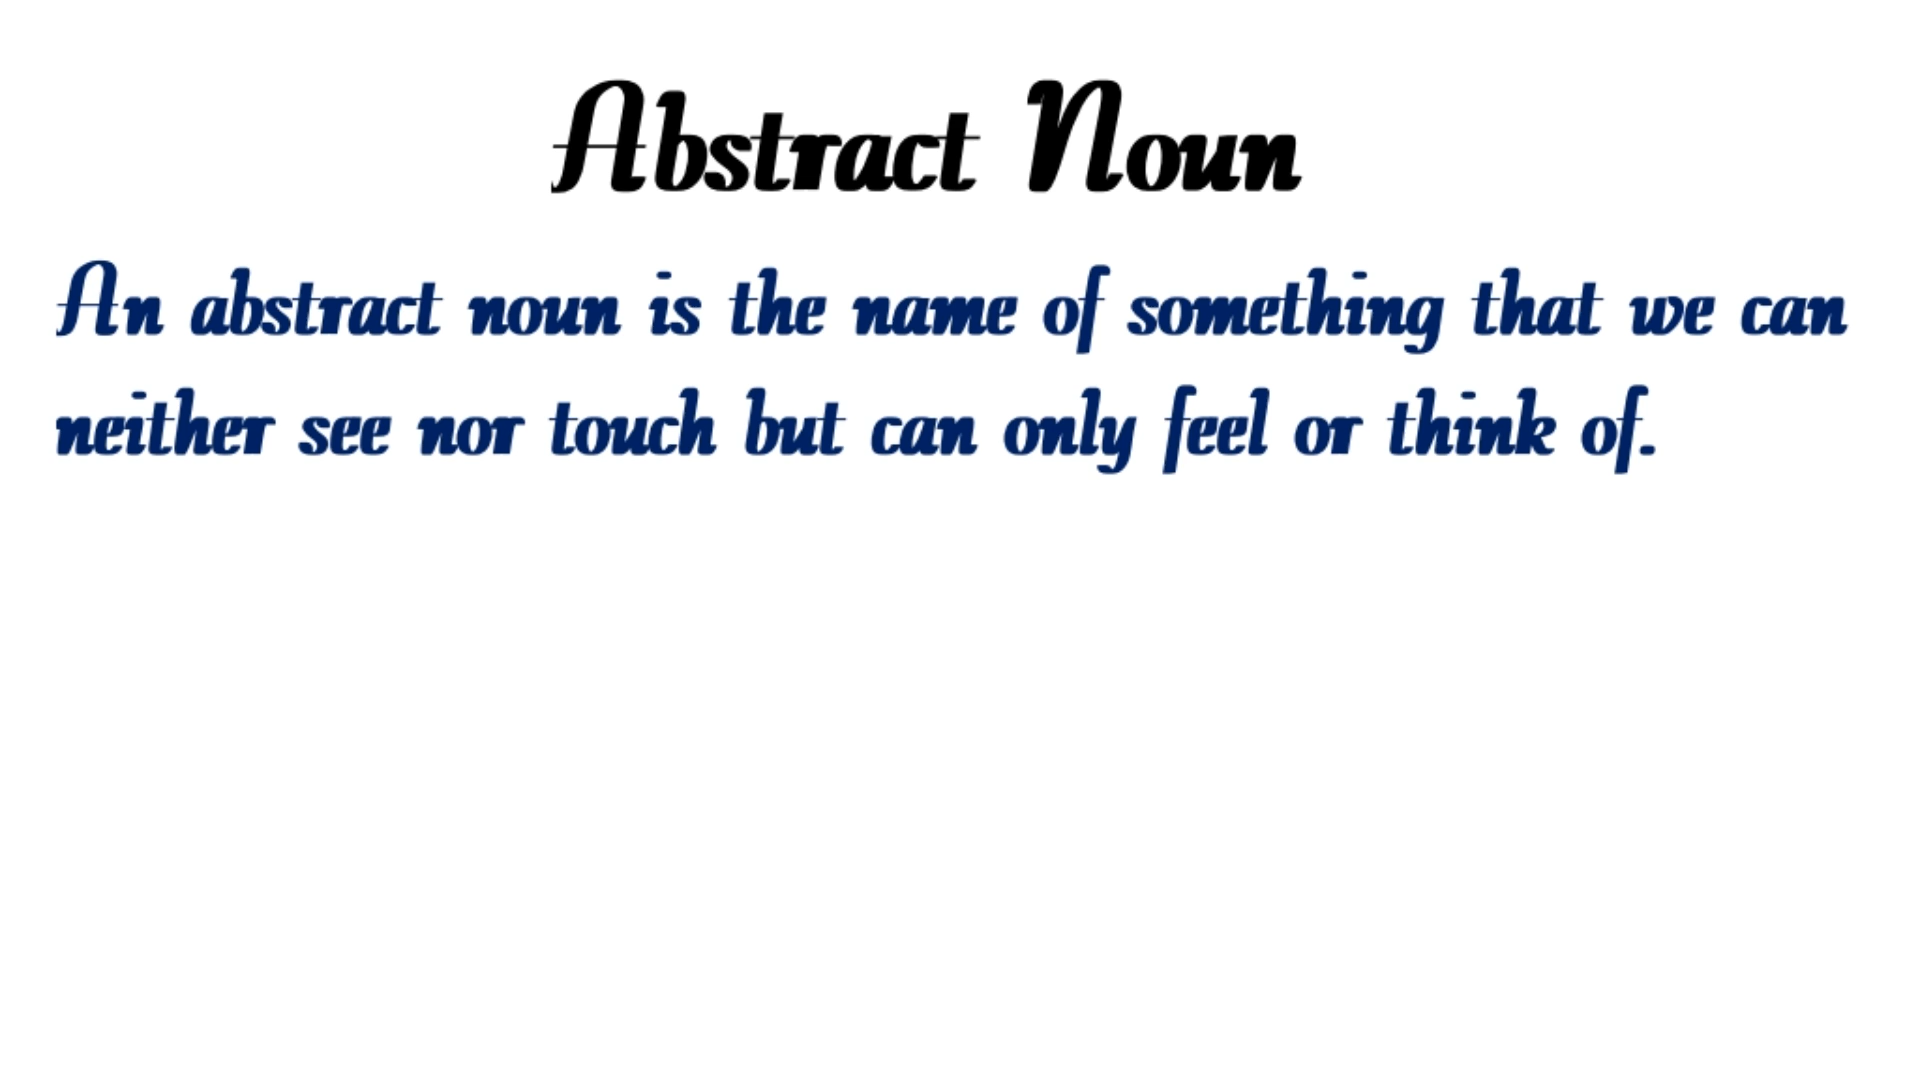 Abstract Noun
An abstract noun is the name of something that we can
neither see nor touch but can only feel or think of.